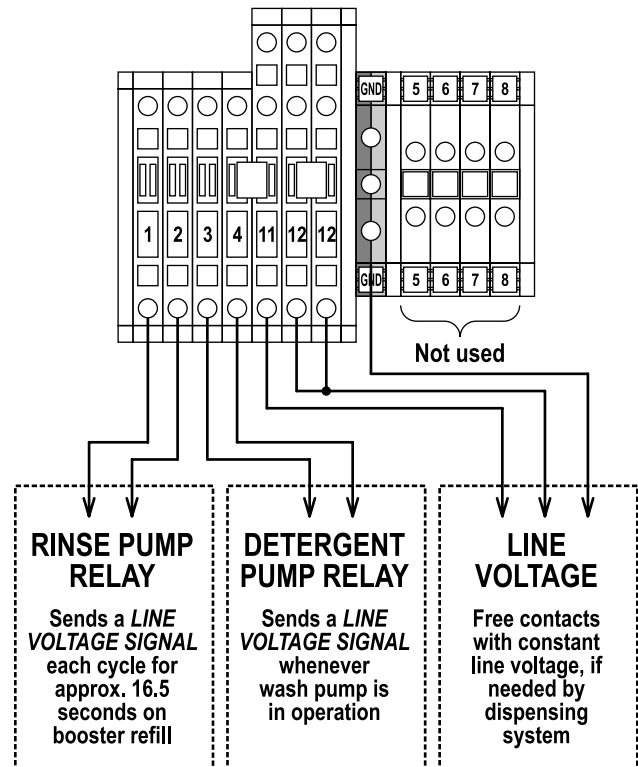 GND 5 6 7 8
1 2 3 4 11 12 12
GND 5 6 7 8
Not used
RINSE PUMP
RELAY
Sends a LINE
VOLTAGE SIGNAL
each cycle for
approx. 16.5
seconds on
booster refill
DETERGENT
PUMP RELAY
Sends a LINE
VOLTAGE SIGNAL
whenever
wash pump is
in operation
LINE
VOLTAGE
Free contacts
with constant
line voltage, if
needed by
dispensing
system